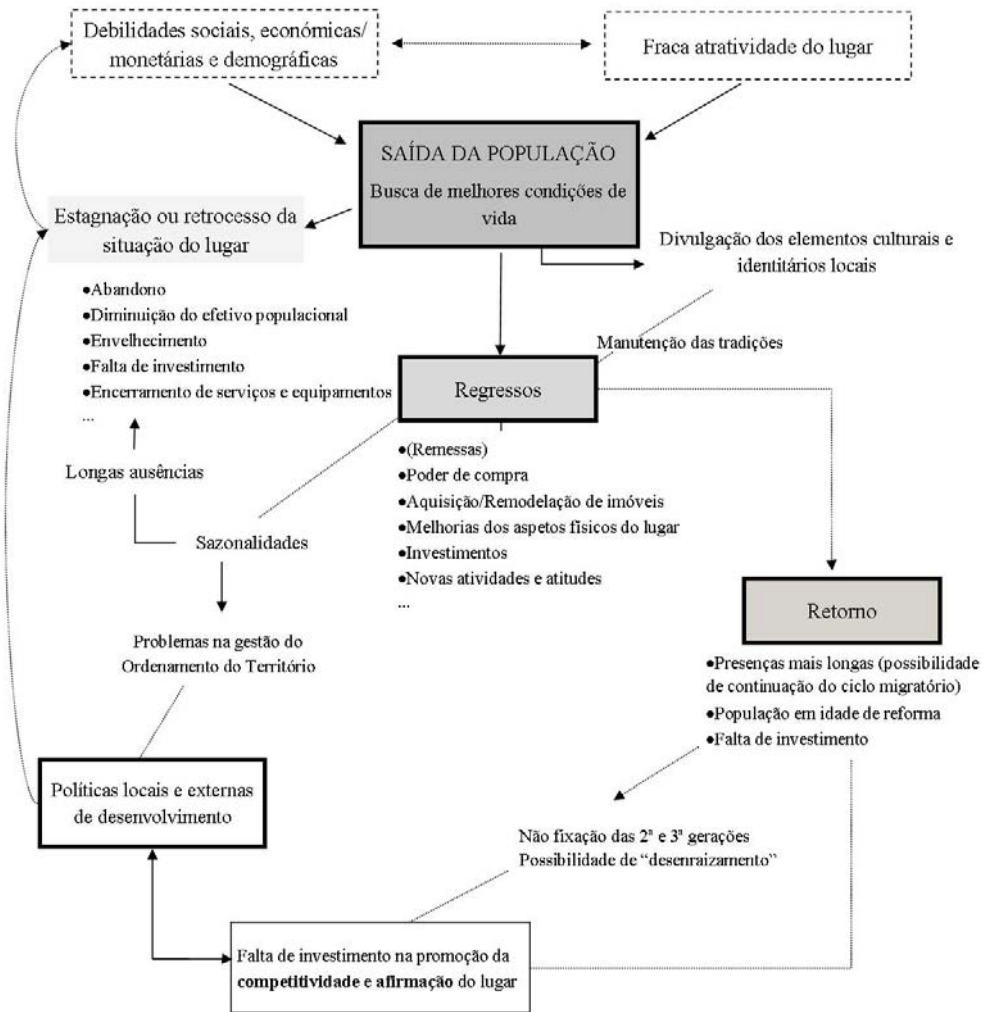 Debilidades sociais, económicas/
monetárias e demográficas
Fraca atratividade do lugar
SAÍDA DA POPULAÇÃO
Busca de melhores condições de
vida
Estagnação ou retrocesso da
situação do lugar
Divulgação dos elementos culturais e
identitários locais
●Abandono
●Diminuição do efetivo populacional
●Envelhecimento
●Falta de investimento
●Encerramento de serviços e equipamentos
...
Manutenção das tradições
Regressos
●(Remessas)
●Poder de compra
●Aquisição/Remodelação de imóveis
●Melhorias dos aspetos físicos do lugar
●Investimentos
●Novas atividades e atitudes
...
Longas ausências
Sazonalidades
Problemas na gestão do
Ordenamento do Território
Retorno
●Presenças mais longas (possibilidade
de continuação do ciclo migratório)
●População em idade de reforma
●Falta de investimento
Políticas locais e externas
de desenvolvimento
Não fixação das 2ª e 3ª gerações
Possibilidade de “desenraizamento”
Falta de investimento na promoção da
competitividade e afirmação do lugar